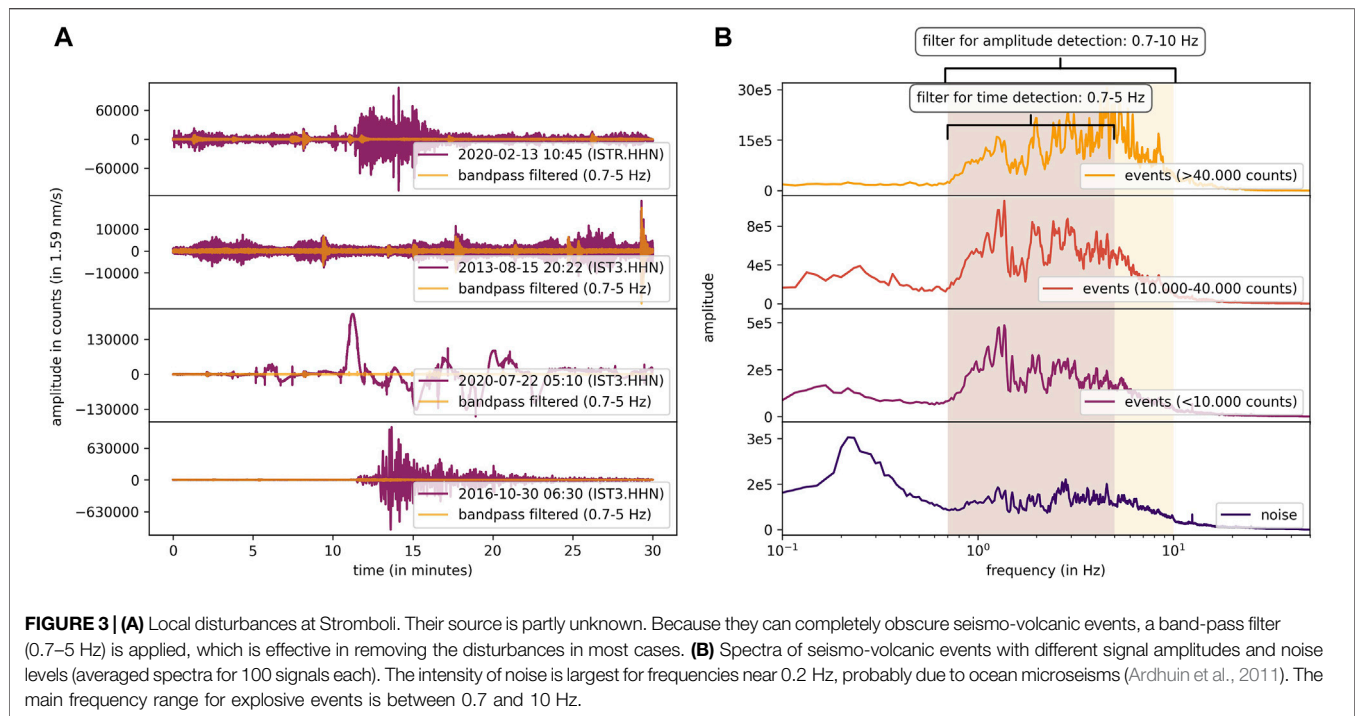 A
60000
0
−60000
2020-02-13 10:45 (ISTR.HHN)
bandpass filtered (0.7-5 Hz)
10000
0
−10000
2013-08-15 20:22 (IST3.HHN)
bandpass filtered (0.7-5 Hz)
130000
0
−130000
2020-07-22 05:10 (IST3.HHN)
bandpass filtered (0.7-5 Hz)
630000
0
−630000
2016-10-30 06:30 (IST3.HHN)
bandpass filtered (0.7-5 Hz)
amplitude in counts (in 1.59 nm/s)
0 5 10 15 20 25 30
time (in minutes)
B
filter for amplitude detection: 0.7-10 Hz
filter for time detection: 0.7-5 Hz
30e5
15e5
0
events (>40.000 counts)
8e5
4e5
0
events (10.000-40.000 counts)
5e5
2e5
0
events (<10.000 counts)
3e5
2e5
0
noise
amplitude
10⁻¹ 10⁰ 10¹
frequency (in Hz)
FIGURE 3 | (A) Local disturbances at Stromboli. Their source is partly unknown. Because they can completely obscure seismo-volcanic events, a band-pass filter
(0.7–5 Hz) is applied, which is effective in removing the disturbances in most cases. (B) Spectra of seismo-volcanic events with different signal amplitudes and noise
levels (averaged spectra for 100 signals each). The intensity of noise is largest for frequencies near 0.2 Hz, probably due to ocean microseisms (Ardhuin et al., 2011). The
main frequency range for explosive events is between 0.7 and 10 Hz.